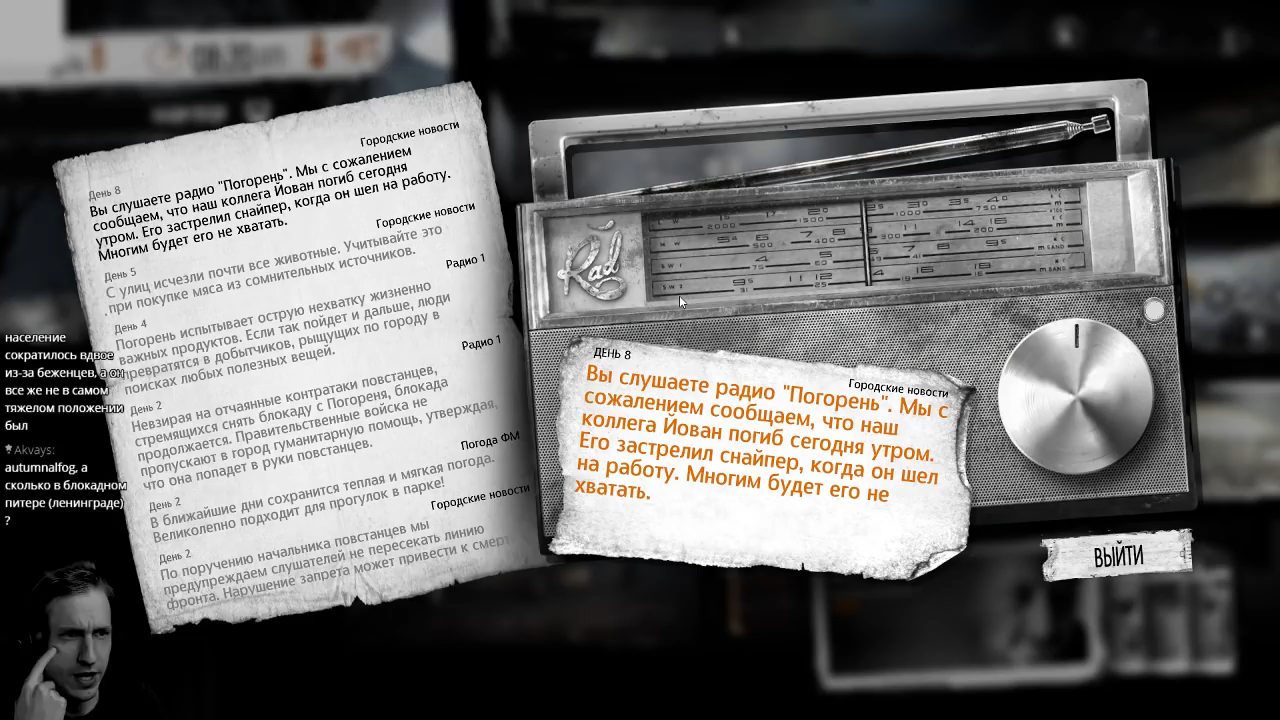 Городские новости
День 8
Вы слушаете радио "Погорень". Мы с сожалением
сообщаем, что наш коллега Йован погиб сегодня
утром. Его застрелил снайпер, когда он шел на работу.
Многим будет его не хватать.
Городские новости
День 5
С улиц исчезли почти все животные. Учитывайте это
при покупке мяса из сомнительных источников.
Радио 1
День 4
Погорень испытывает острую нехватку жизненно
важных продуктов. Если так пойдет и дальше, люди
превратятся в добытчиков, рыщущих по городу в
поисках любых полезных вещей.
Радио 1
День 2
Невзирая на отчаянные контратаки повстанцев,
стремящихся снять блокаду с Погореня, блокада
продолжается. Правительственные войска не
пропускают в город гуманитарную помощь, утверждая,
что она попадет в руки повстанцев.
Погода ФМ
День 2
В ближайшие дни сохранится теплая и мягкая погода.
Великолепно подходит для прогулок в парке!
Городские новости
День 2
По поручению начальника повстанцев мы
предупреждаем слушателей не пересекать линию
фронта. Нарушение запрета может привести к смерт
Rad
ДЕНЬ 8
Городские новости
Вы слушаете радио "Погорень". Мы с
сожалением сообщаем, что наш
коллега Йован погиб сегодня утром.
Его застрелил снайпер, когда он шел
на работу. Многим будет его не
хватать.
ВЫЙТИ
население
сократилось вдвое
из-за беженцев, а он
все же не в самом
тяжелом положении
был
Akvays:
autumnalfog, а
сколько в блокадном
питере (ленинграде)
?